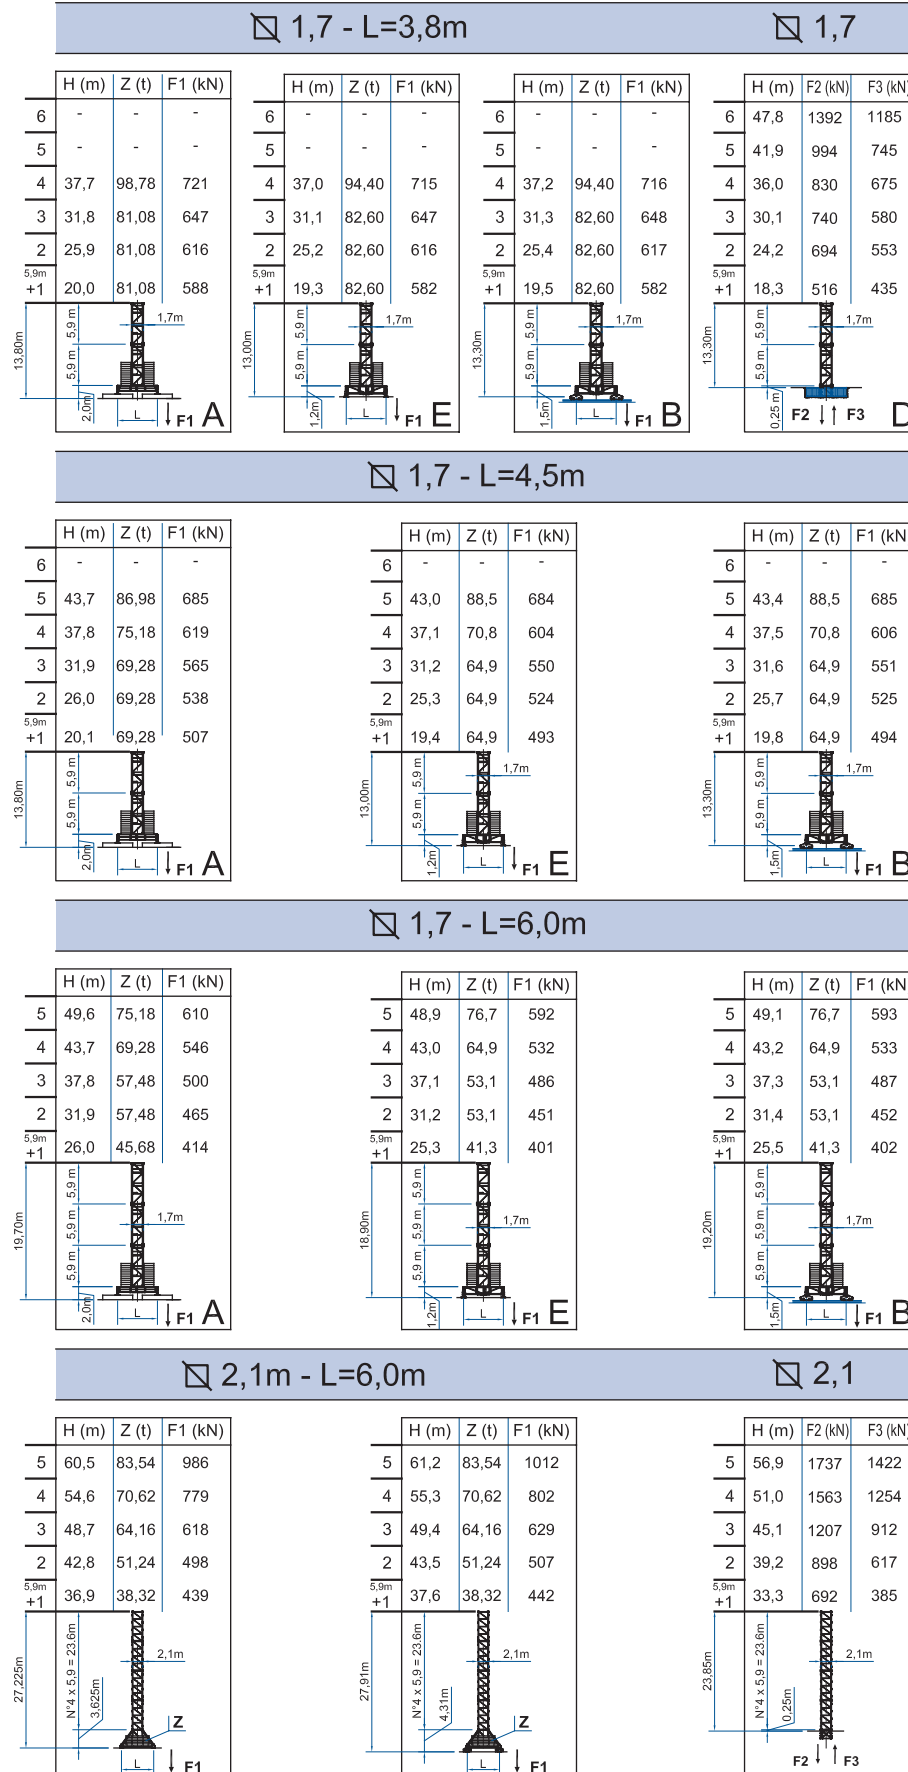 1,7 - L=3,8m
1,7
H (m) Z (t) F1 (kN)
6 - - -
5 - - -
4 37,7 98,78 721
3 31,8 81,08 647
2 25,9 81,08 616
5,9m
+1 20,0 81,08 588
13,80m
5,9 m
5,9 m
2,0m
1,7m
L
F1 A
H (m) Z (t) F1 (kN)
6 - - -
5 - - -
4 37,0 94,40 715
3 31,1 82,60 647
2 25,2 82,60 616
5,9m
+1 19,3 82,60 582
13,00m
5,9 m
5,9 m
1,2m
1,7m
L
F1 E
H (m) Z (t) F1 (kN)
6 - - -
5 - - -
4 37,2 94,40 716
3 31,3 82,60 648
2 25,4 82,60 617
5,9m
+1 19,5 82,60 582
13,30m
5,9 m
5,9 m
1,5m
1,7m
L
F1 B
H (m) F2 (kN) F3 (kN)
6 47,8 1392 1185
5 41,9 994 745
4 36,0 830 675
3 30,1 740 580
2 24,2 694 553
5,9m
+1 18,3 516 435
13,30m
5,9 m
5,9 m
0,25 m
1,7m
F2 F3 D
1,7 - L=4,5m
H (m) Z (t) F1 (kN)
6 - - -
5 43,7 86,98 685
4 37,8 75,18 619
3 31,9 69,28 565
2 26,0 69,28 538
5,9m
+1 20,1 69,28 507
13,80m
5,9 m
5,9 m
2,0m
L
F1 A
H (m) Z (t) F1 (kN)
6 - - -
5 43,0 88,5 684
4 37,1 70,8 604
3 31,2 64,9 550
2 25,3 64,9 524
5,9m
+1 19,4 64,9 493
13,00m
5,9 m
5,9 m
1,2m
1,7m
L
F1 E
H (m) Z (t) F1 (kN
6 - - -
5 43,4 88,5 685
4 37,5 70,8 606
3 31,6 64,9 551
2 25,7 64,9 525
5,9m
+1 19,8 64,9 494
13,30m
5,9 m
5,9 m
1,5m
1,7m
L
F1 B
1,7 - L=6,0m
H (m) Z (t) F1 (kN)
5 49,6 75,18 610
4 43,7 69,28 546
3 37,8 57,48 500
2 31,9 57,48 465
5,9m
+1 26,0 45,68 414
19,70m
5,9 m
5,9 m
5,9 m
2,0m
1,7m
L
F1 A
H (m) Z (t) F1 (kN)
5 48,9 76,7 592
4 43,0 64,9 532
3 37,1 53,1 486
2 31,2 53,1 451
5,9m
+1 25,3 41,3 401
18,90m
5,9 m
5,9 m
5,9 m
1,2m
1,7m
L
F1 E
H (m) Z (t) F1 (kN
5 49,1 76,7 593
4 43,2 64,9 533
3 37,3 53,1 487
2 31,4 53,1 452
5,9m
+1 25,5 41,3 402
19,20m
5,9 m
5,9 m
5,9 m
1,5m
1,7m
L
F1 B
2,1m - L=6,0m
2,1
H (m) Z (t) F1 (kN)
5 60,5 83,54 986
4 54,6 70,62 779
3 48,7 64,16 618
2 42,8 51,24 498
5,9m
+1 36,9 38,32 439
27,225m
N°4 x 5,9 = 23.6m
3,625m
2,1m
Z
L
F1
H (m) Z (t) F1 (kN)
5 61,2 83,54 1012
4 55,3 70,62 802
3 49,4 64,16 629
2 43,5 51,24 507
5,9m
+1 37,6 38,32 442
27,91m
N°4 x 5,9 = 23.6m
4,31m
2,1m
Z
L
F1
H (m) F2 (kN) F3 (kN)
5 56,9 1737 1422
4 51,0 1563 1254
3 45,1 1207 912
2 39,2 898 617
5,9m
+1 33,3 692 385
23,85m
N°4 x 5,9 = 23.6m
0,25m
2,1m
F2 F3